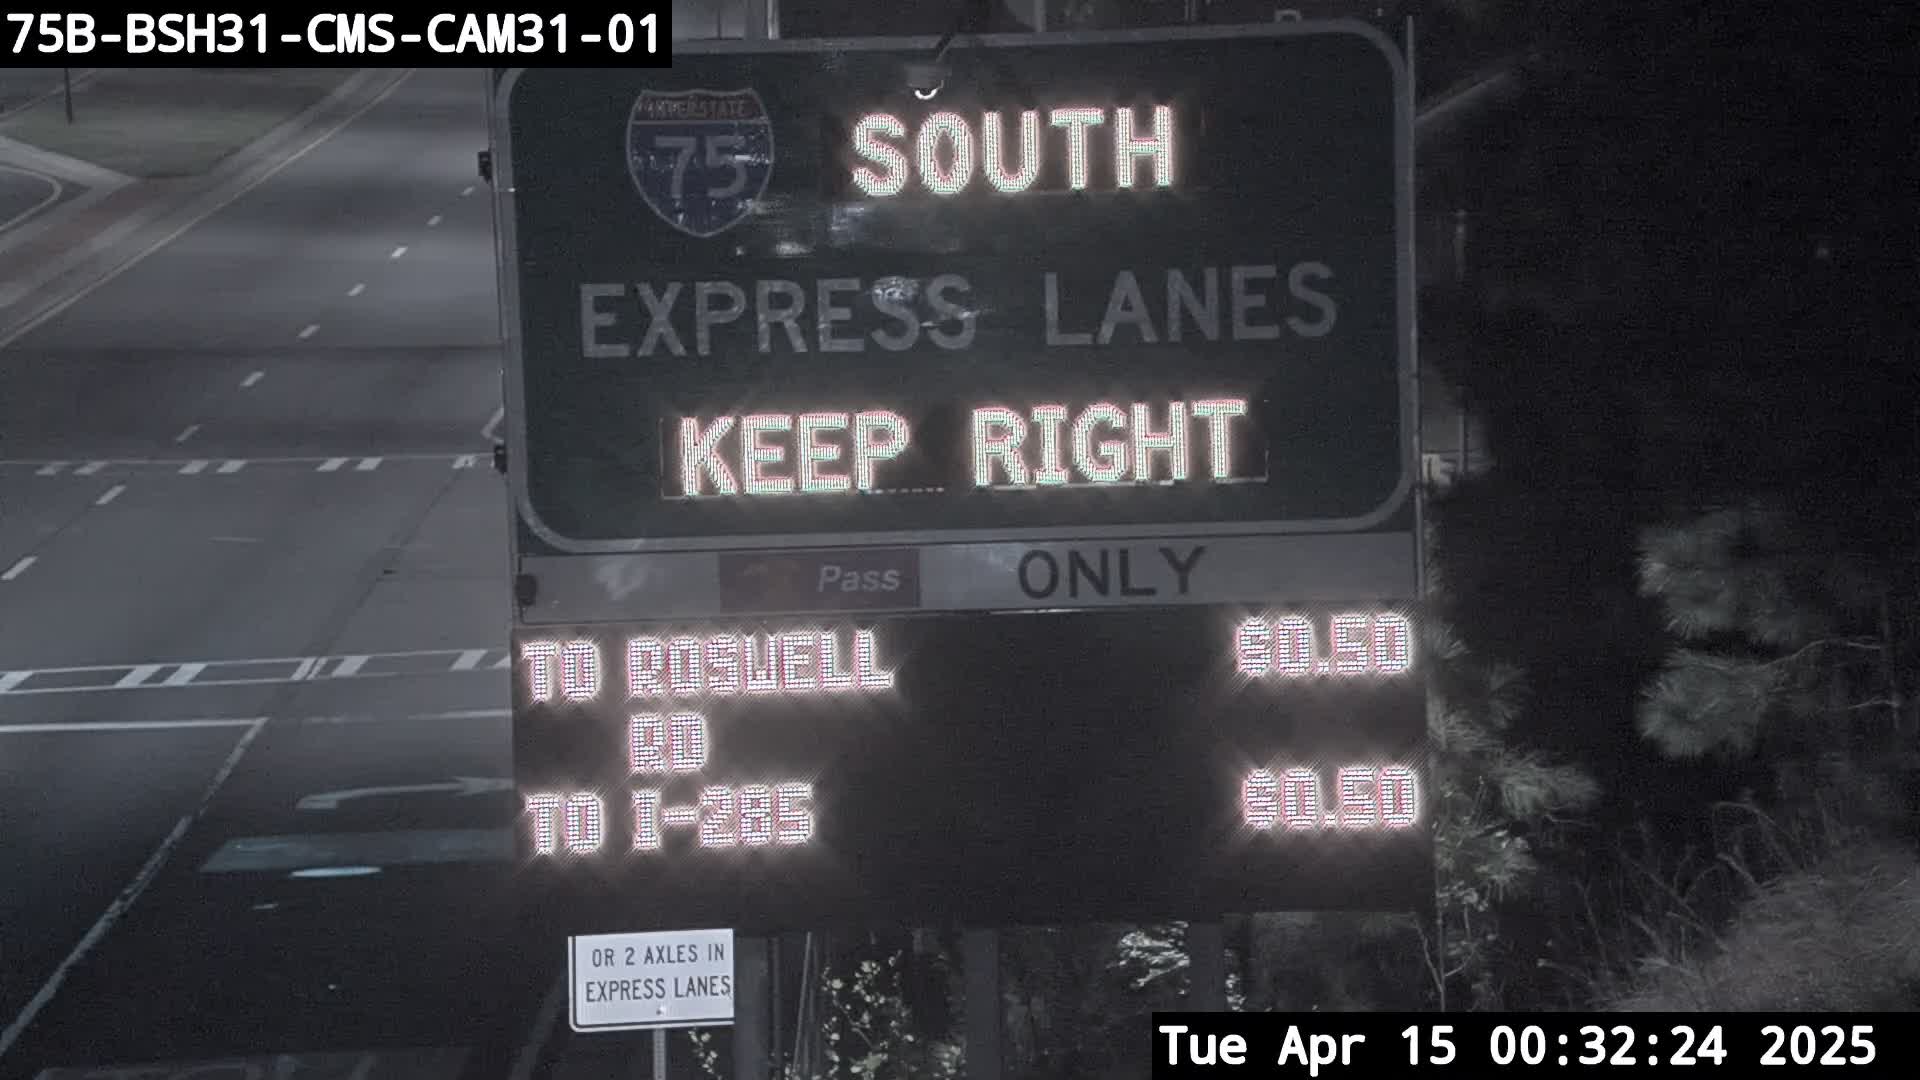 75B-BSH31-CMS-CAM31-01
INTERSTATE
75
SOUTH
EXPRESS LANES
KEEP RIGHT
Pass ONLY
TO ROSWELL $0.50
RD
TO I-285 $0.50
OR 2 AXLES IN
EXPRESS LANES
Tue Apr 15 00:32:24 2025